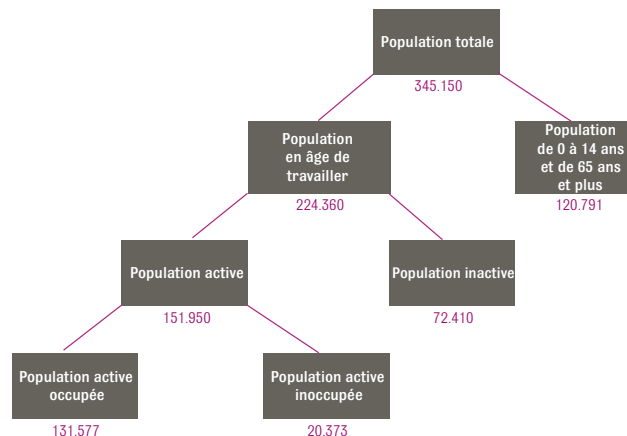 Population totale
345.150
Population
en âge de
travailler
224.360
Population
de 0 à 14 ans
et de 65 ans
et plus
120.791
Population active
151.950
Population inactive
72.410
Population active
occupée
131.577
Population active
inoccupée
20.373